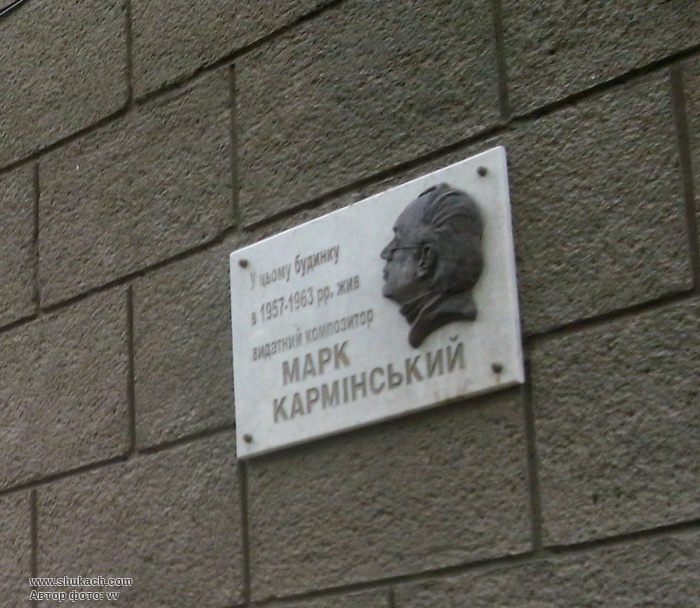 У цьому будинку
в 1957-1963 рр. жив
видатний композитор
МАРК
КАРМІНСЬКИЙ
www.shukach.com
Автор фото: vv